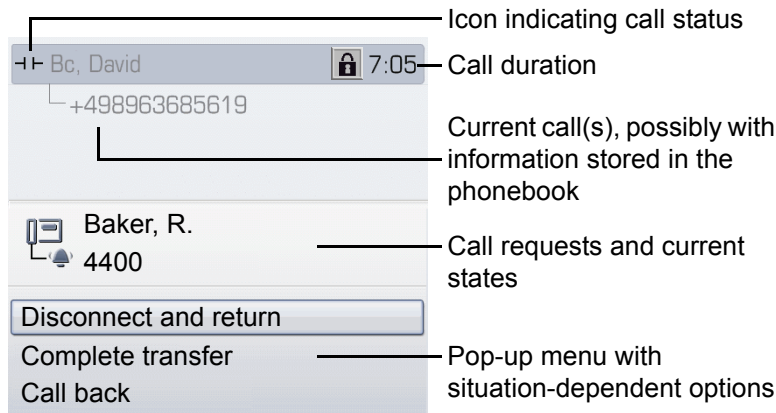 Icon indicating call status
Bc, David 7:05
Call duration
+498963685619
Current call(s), possibly with
information stored in the
phonebook
Baker, R.
4400
Call requests and current
states
Disconnect and return
Complete transfer
Call back
Pop-up menu with
situation-dependent options